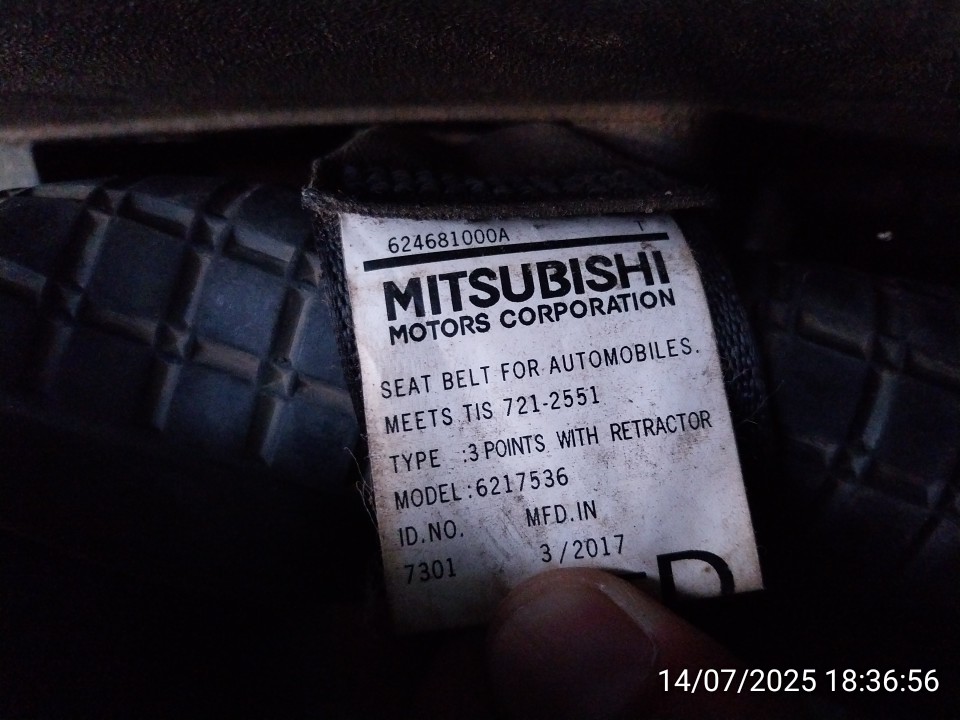 624681000A T
MITSUBISHI
MOTORS CORPORATION
SEAT BELT FOR AUTOMOBILES.
MEETS TIS 721-2551
TYPE :3 POINTS WITH RETRACTOR
MODEL:6217536
ID.NO. MFD.IN
7301 3/2017
14/07/2025 18:36:56